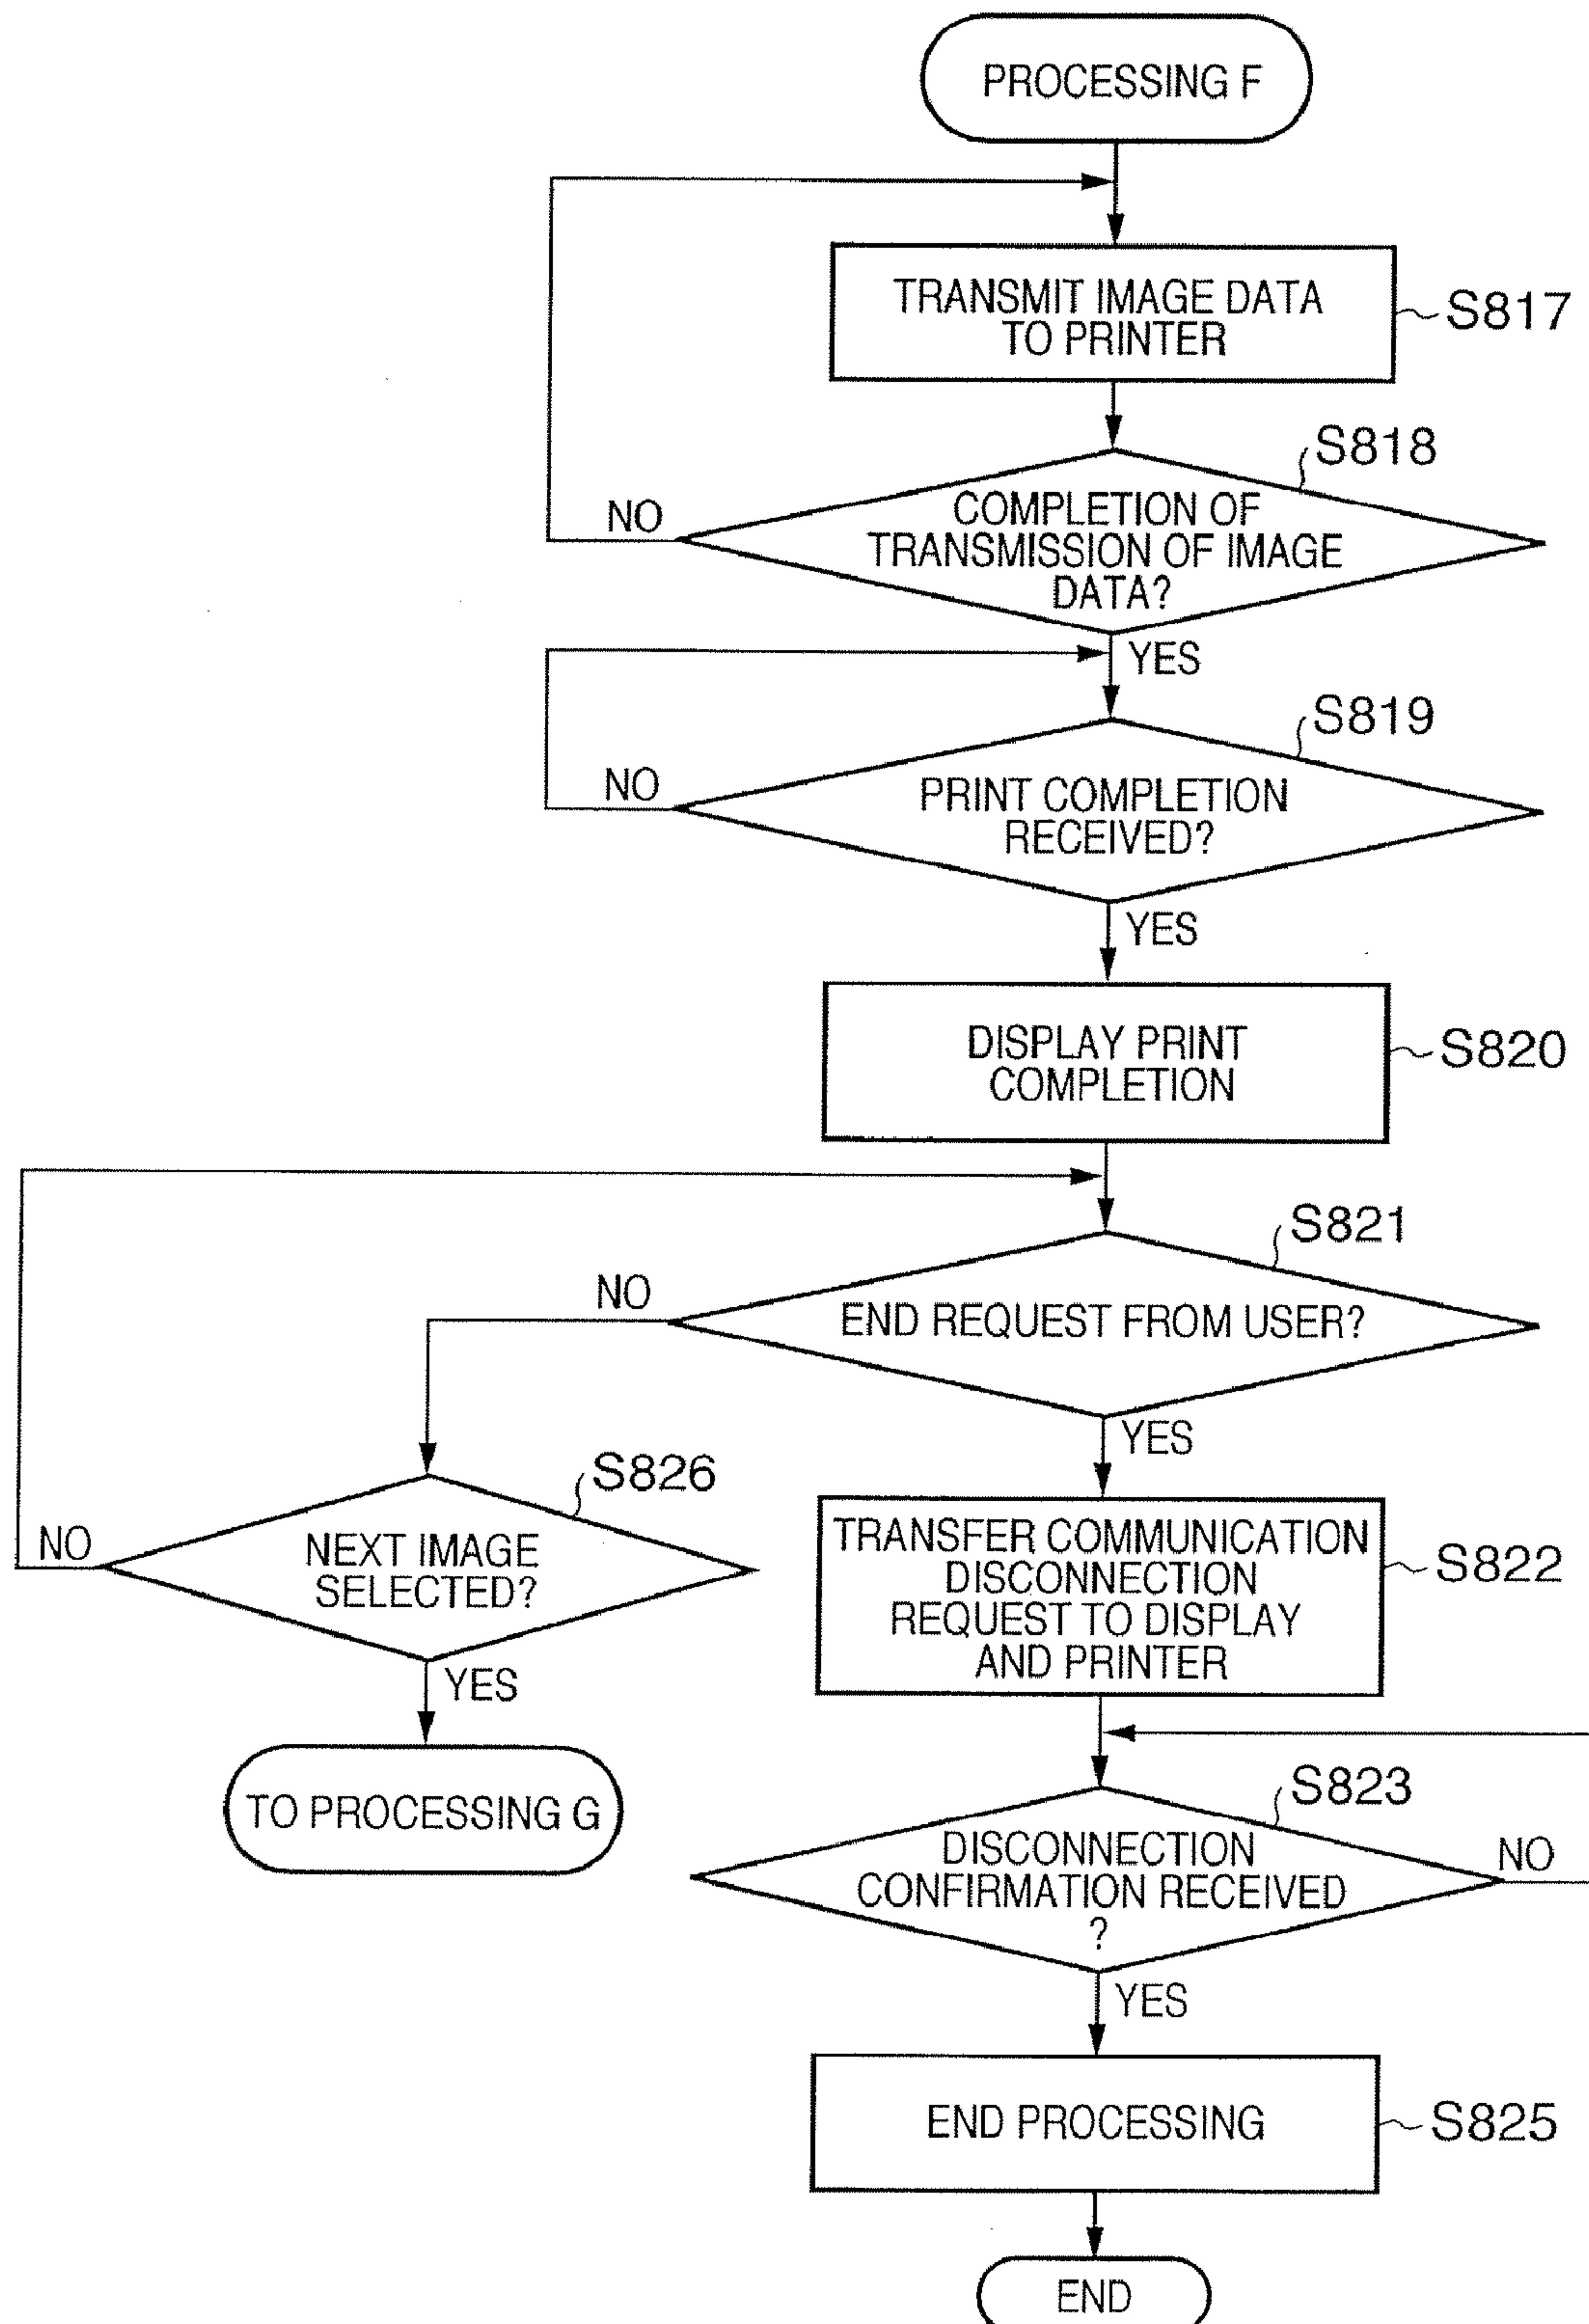 PROCESSING F
TRANSMIT IMAGE DATA
TO PRINTER
S817
S818
COMPLETION OF
TRANSMISSION OF IMAGE
DATA?
NO
YES
S819
PRINT COMPLETION
RECEIVED?
NO
YES
DISPLAY PRINT
COMPLETION
S820
S821
END REQUEST FROM USER?
NO
YES
S826
NEXT IMAGE
SELECTED?
NO
YES
TO PROCESSING G
TRANSFER COMMUNICATION
DISCONNECTION
REQUEST TO DISPLAY
AND PRINTER
S822
S823
DISCONNECTION
CONFIRMATION RECEIVED
?
NO
YES
END PROCESSING
S825
END